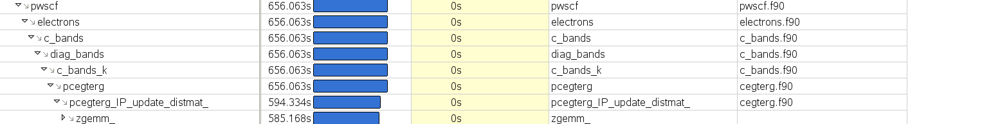 pwscf 656.063s 0s pwscf pwscf.f90
electrons 656.063s 0s electrons electrons.f90
c_bands 656.063s 0s c_bands c_bands.f90
diag_bands 656.063s 0s diag_bands c_bands.f90
c_bands_k 656.063s 0s c_bands_k c_bands.f90
pcegterg 656.063s 0s pcegterg cegterg.f90
pcegterg_IP_update_distmat_ 594.334s 0s pcegterg_IP_update_distmat_ cegterg.f90
zgemm_ 585.168s 0s zgemm_